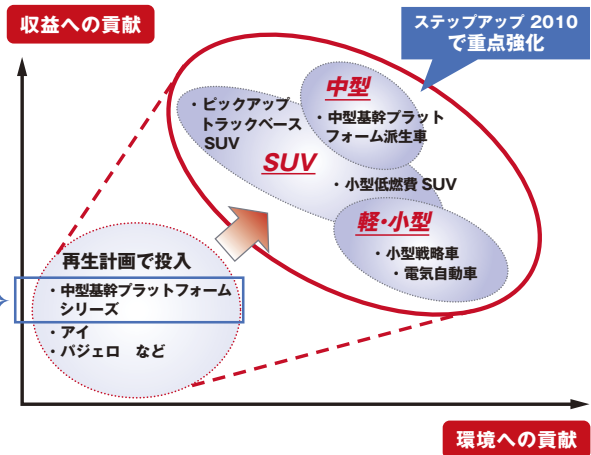 収益への貢献
ステップアップ 2010
で重点強化
中型
・中型基幹プラット
フォーム派生車
・ピックアップ
トラックベース
SUV
SUV
・小型低燃費 SUV
軽・小型
・小型戦略車
・電気自動車
再生計画で投入
・中型基幹プラットフォーム
シリーズ
・アイ
・パジェロ など
環境への貢献